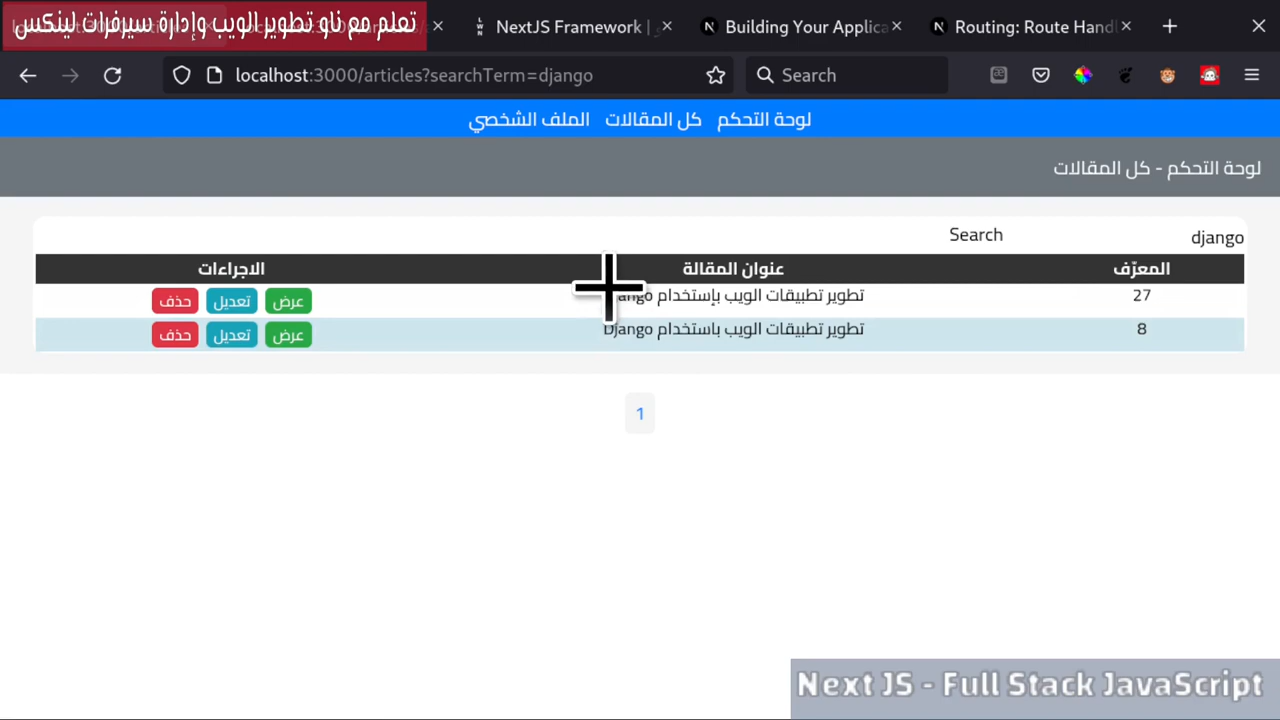 تعلم مع ناو تطوير الويب وإدارة سيرفرات لينكس
NextJS Framework |
Building Your Applica
Routing: Route Handl
localhost:3000/articles?searchTerm=django
Search
لوحة التحكم كل المقالات الملف الشخصي
لوحة التحكم - كل المقالات
django Search
المعرّف عنوان المقالة الاجراءات
27 تطوير تطبيقات الويب بإستخدام عرض تعديل حذف
8 تطوير تطبيقات الويب باستخدام Django عرض تعديل حذف
1
Next JS - Full Stack JavaScript